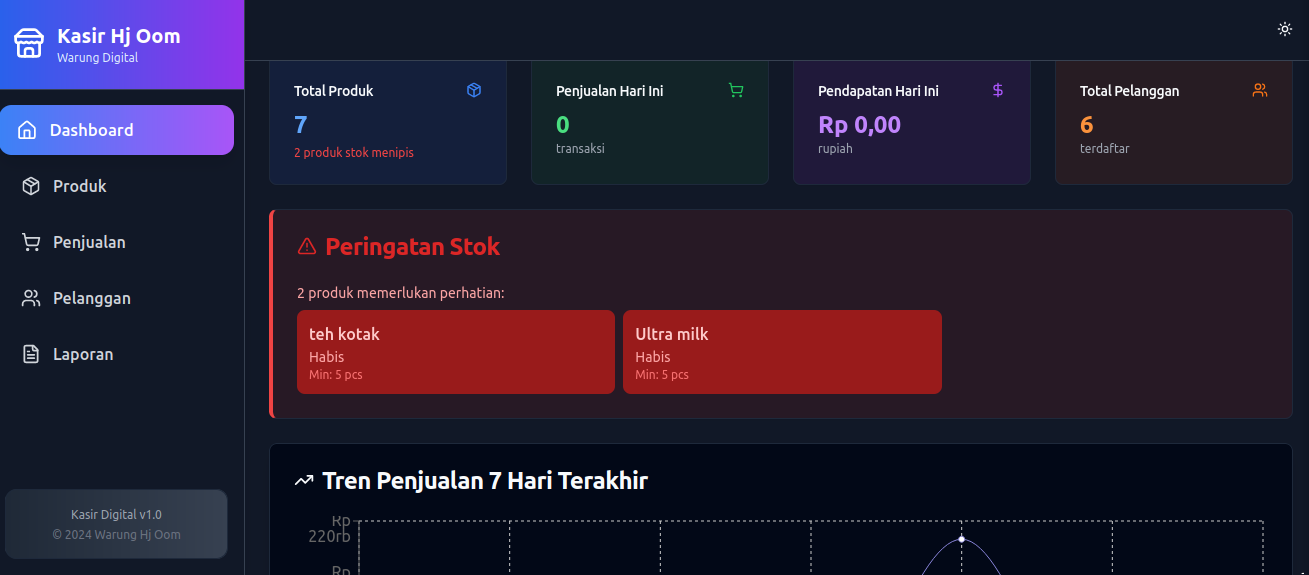 Kasir Hj Oom
Warung Digital
Dashboard
Produk
Penjualan
Pelanggan
Laporan
Kasir Digital v1.0
© 2024 Warung Hj Oom
Total Produk
7
2 produk stok menipis
Penjualan Hari Ini
0
transaksi
Pendapatan Hari Ini
Rp 0,00
rupiah
Total Pelanggan
6
terdaftar
Peringatan Stok
2 produk memerlukan perhatian:
teh kotak
Habis
Min: 5 pcs
Ultra milk
Habis
Min: 5 pcs
Tren Penjualan 7 Hari Terakhir
Rp
220rb
Rp